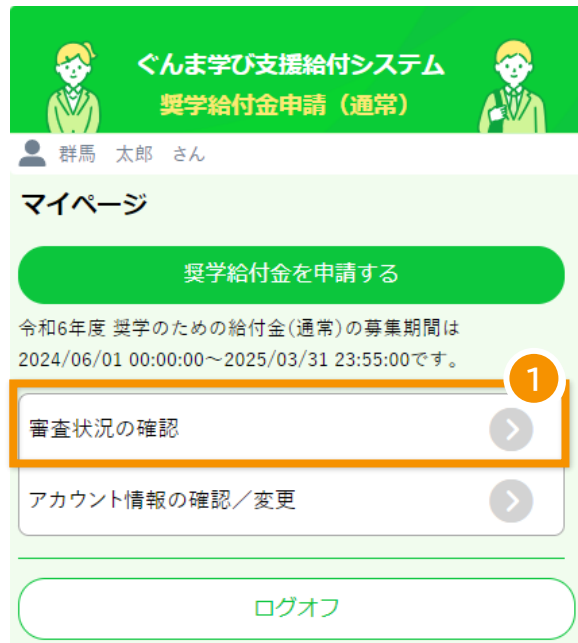 ぐんま学び支援給付システム
奨学給付金申請（通常）
群馬　太郎　さん
マイページ
奨学給付金を申請する
令和6年度 奨学のための給付金(通常)の募集期間は
2024/06/01 00:00:00～2025/03/31 23:55:00です。
1
審査状況の確認
アカウント情報の確認／変更
ログオフ